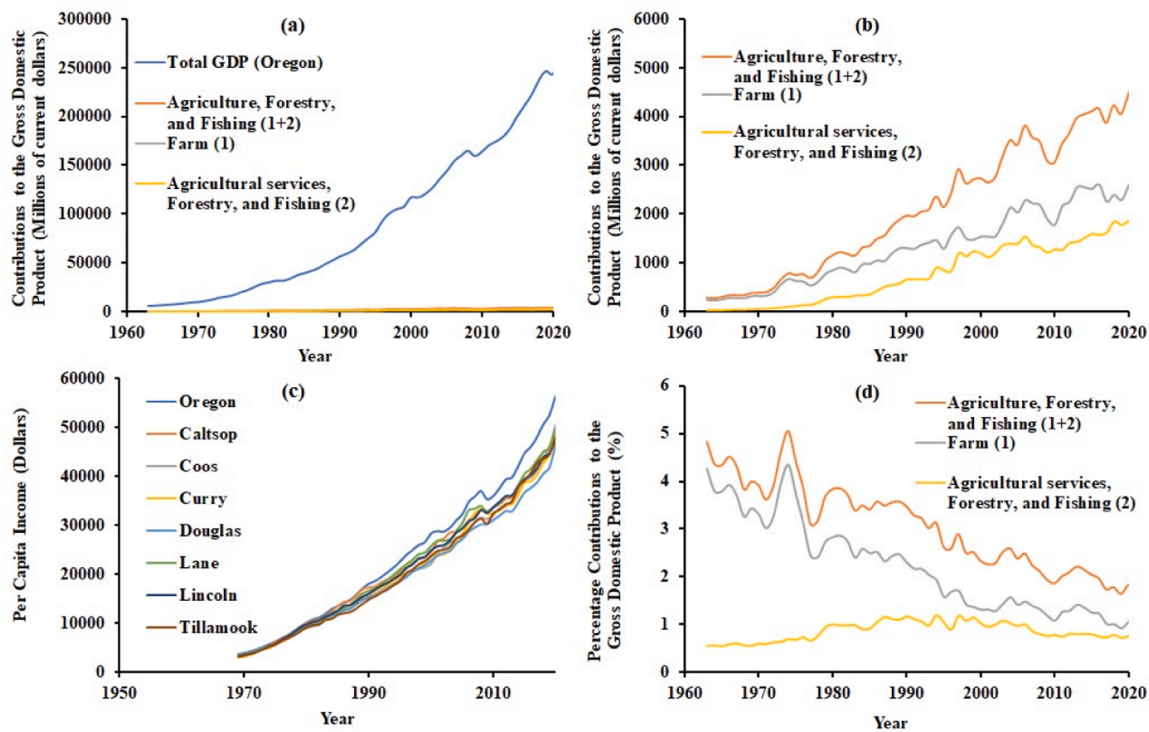 (a)
Contributions to the Gross Domestic
Product (Millions of current dollars)
300000
250000
200000
150000
100000
50000
0
Total GDP (Oregon)
Agriculture, Forestry,
and Fishing (1+2)
Farm (1)
Agricultural services,
Forestry, and Fishing (2)
1960 1970 1980 1990 2000 2010 2020
Year
(b)
Contributions to the Gross Domestic
Product (Millions of current dollars)
6000
5000
4000
3000
2000
1000
0
Agriculture, Forestry,
and Fishing (1+2)
Farm (1)
Agricultural services,
Forestry, and Fishing (2)
1960 1970 1980 1990 2000 2010 2020
Year
(c)
Per Capita Income (Dollars)
60000
50000
40000
30000
20000
10000
0
Oregon
Caltsop
Coos
Curry
Douglas
Lane
Lincoln
Tillamook
1950 1970 1990 2010
Year
(d)
Percentage Contributions to the
Gross Domestic Product (%)
6
5
4
3
2
1
0
Agriculture, Forestry,
and Fishing (1+2)
Farm (1)
Agricultural services,
Forestry, and Fishing (2)
1960 1970 1980 1990 2000 2010 2020
Year